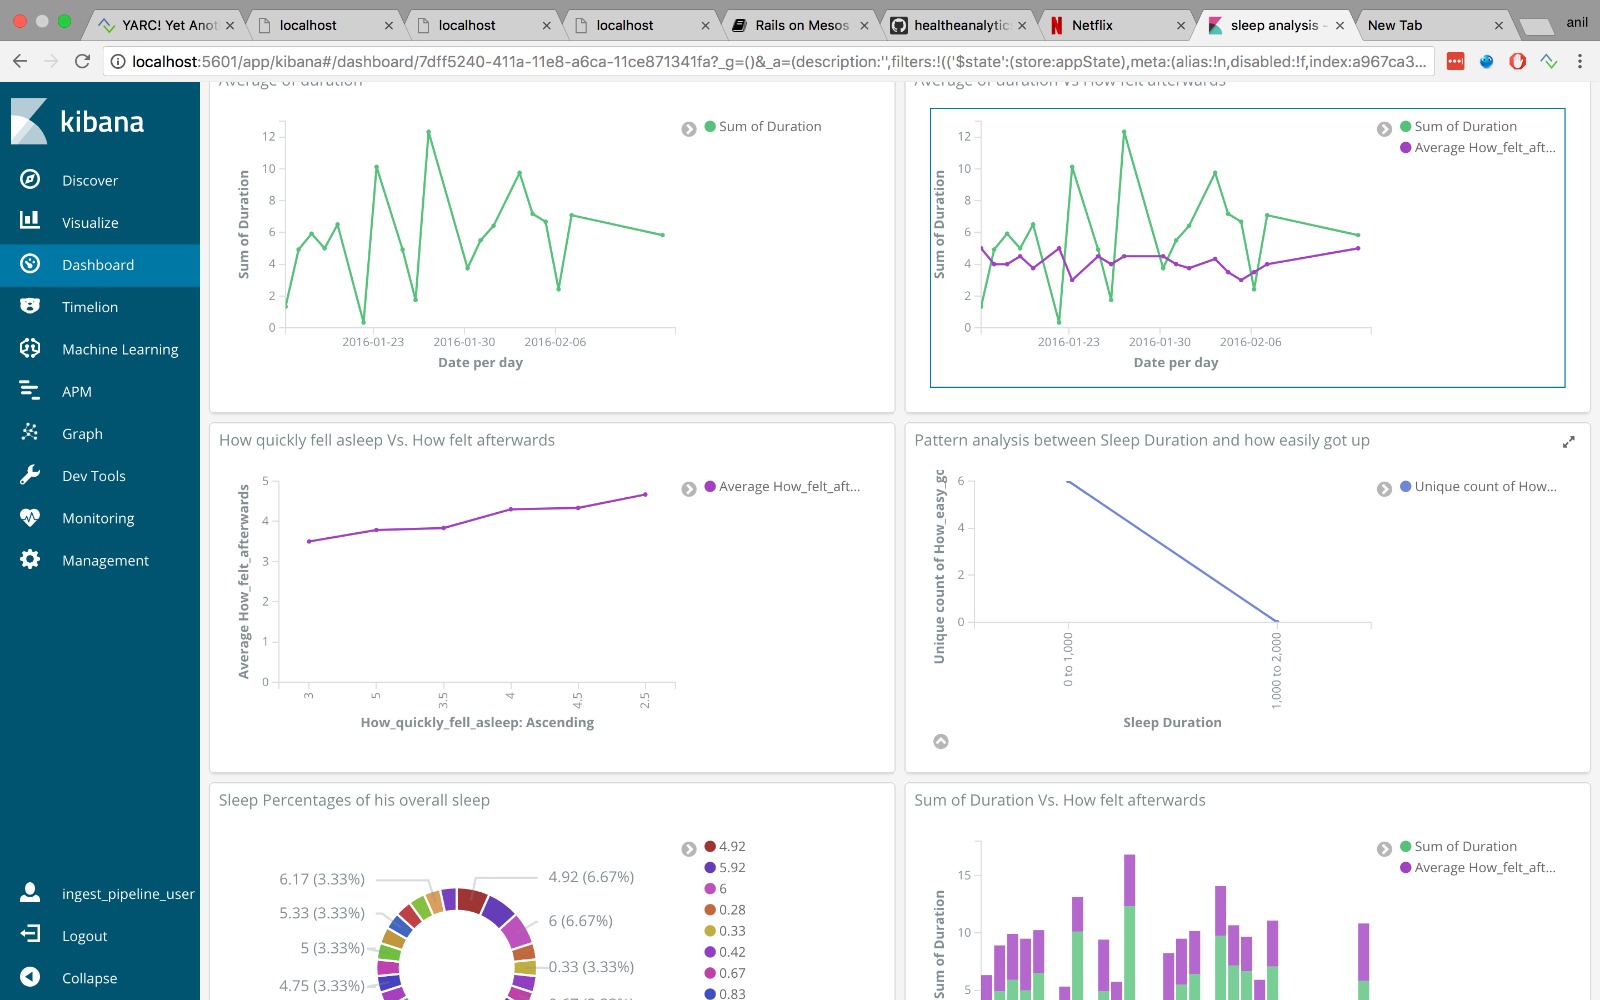 YARC! Yet Anot
localhost
localhost
localhost
Rails on Mesos
healtheanalytic
Netflix
sleep analysis -
New Tab
anil
localhost:5601/app/kibana#/dashboard/7dff5240-411a-11e8-a6ca-11ce871341fa?_g=()&_a=(description:'',filters:!(('$state':(store:appState),meta:(alias:!n,disabled:!f,index:a967ca3...
kibana
Discover
Visualize
Dashboard
Timelion
Machine Learning
APM
Graph
Dev Tools
Monitoring
Management
ingest_pipeline_user
Logout
Collapse
Average of duration
Sum of Duration
12
10
8
6
4
2
0
2016-01-23 2016-01-30 2016-02-06
Date per day
Sum of Duration
Average of duration Vs How felt afterwards
Sum of Duration
12
10
8
6
4
2
0
2016-01-23 2016-01-30 2016-02-06
Date per day
Sum of Duration
Average How_felt_aft...
How quickly fell asleep Vs. How felt afterwards
Average How_felt_afterwards
5
4
3
2
1
0
3 5 3.5 4 4.5 2.5
How_quickly_fell_asleep: Ascending
Average How_felt_aft...
Pattern analysis between Sleep Duration and how easily got up
Unique count of How_easy_gc
6
4
2
0
0 to 1,000
1,000 to 2,000
Sleep Duration
Unique count of How...
Sleep Percentages of his overall sleep
6.17 (3.33%)
5.33 (3.33%)
5 (3.33%)
4.75 (3.33%)
4.92 (6.67%)
6 (6.67%)
0.33 (3.33%)
4.92
5.92
6
0.28
0.33
0.42
0.67
0.83
Sum of Duration Vs. How felt afterwards
Sum of Duration
15
10
5
Sum of Duration
Average How_felt_aft...